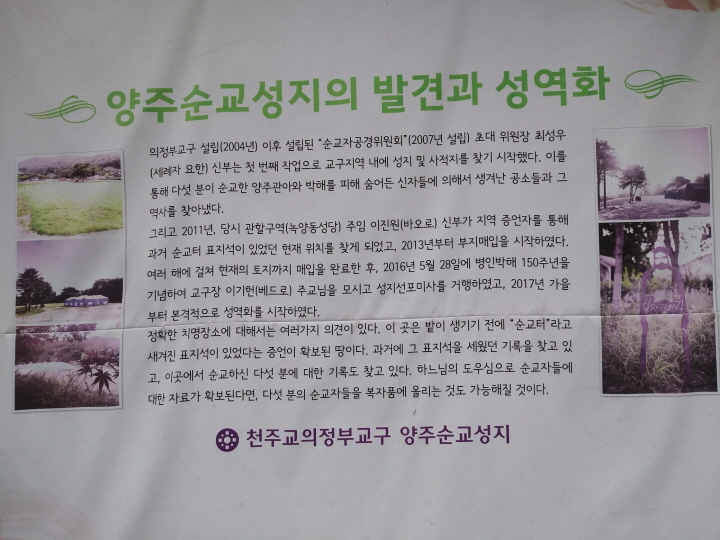 양주순교성지의 발견과 성역화
의정부교구 설립(2004년) 이후 설립된 "순교자공경위원회"(2007년 설립) 초대 위원장 최성우
(세례자 요한) 신부는 첫 번째 작업으로 교구지역 내에 성지 및 사적지를 찾기 시작했다. 이를
통해 다섯 분이 순교한 양주관아와 박해를 피해 숨어든 신자들에 의해서 생겨난 공소들과 그
역사를 찾아냈다.
그리고 2011년, 당시 관할구역(녹양동성당) 주임 이진원(바오로) 신부가 지역 증언자를 통해
과거 순교터 표지석이 있었던 현재 위치를 찾게 되었고, 2013년부터 부지매입을 시작하였다.
여러 해에 걸쳐 현재의 토지까지 매입을 완료한 후, 2016년 5월 28일에 병인박해 150주년을
기념하여 교구장 이기헌(베드로) 주교님을 모시고 성지선포미사를 거행하였고, 2017년 가을
부터 본격적으로 성역화를 시작하였다.
정확한 치명장소에 대해서는 여러가지 의견이 있다. 이 곳은 밭이 생기기 전에 "순교터"라고
새겨진 표지석이 있었다는 증언이 확보된 땅이다. 과거에 그 표지석을 세웠던 기록을 찾고 있
고, 이곳에서 순교하신 다섯 분에 대한 기록도 찾고 있다. 하느님의 도우심으로 순교자들에
대한 자료가 확보된다면, 다섯 분의 순교자들을 복자품에 올리는 것도 가능해질 것이다.
천주교의정부교구 양주순교성지